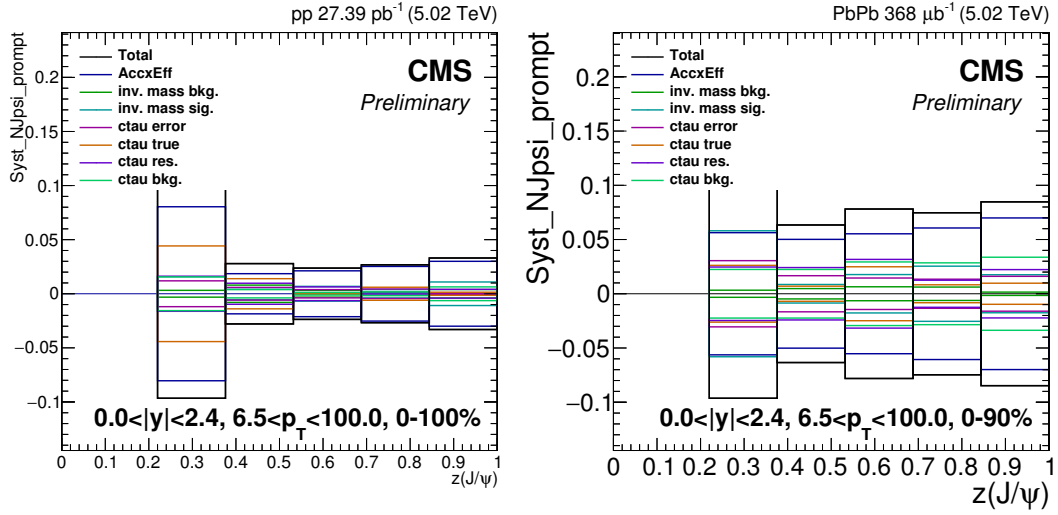 pp 27.39 pb⁻¹ (5.02 TeV)
Syst_NJpsi_prompt
0.2
0.15
0.1
0.05
0
−0.05
−0.1
Total
AccxEff
inv. mass bkg.
inv. mass sig.
ctau error
ctau true
ctau res.
ctau bkg.
CMS
Preliminary
0.0<|y|<2.4, 6.5<p_T<100.0, 0-100%
0 0.1 0.2 0.3 0.4 0.5 0.6 0.7 0.8 0.9 1
z(J/ψ)
PbPb 368 μb⁻¹ (5.02 TeV)
Syst_NJpsi_prompt
0.2
0.15
0.1
0.05
0
−0.05
−0.1
Total
AccxEff
inv. mass bkg.
inv. mass sig.
ctau error
ctau true
ctau res.
ctau bkg.
CMS
Preliminary
0.0<|y|<2.4, 6.5<p_T<100.0, 0-90%
0 0.1 0.2 0.3 0.4 0.5 0.6 0.7 0.8 0.9 1
z(J/ψ)